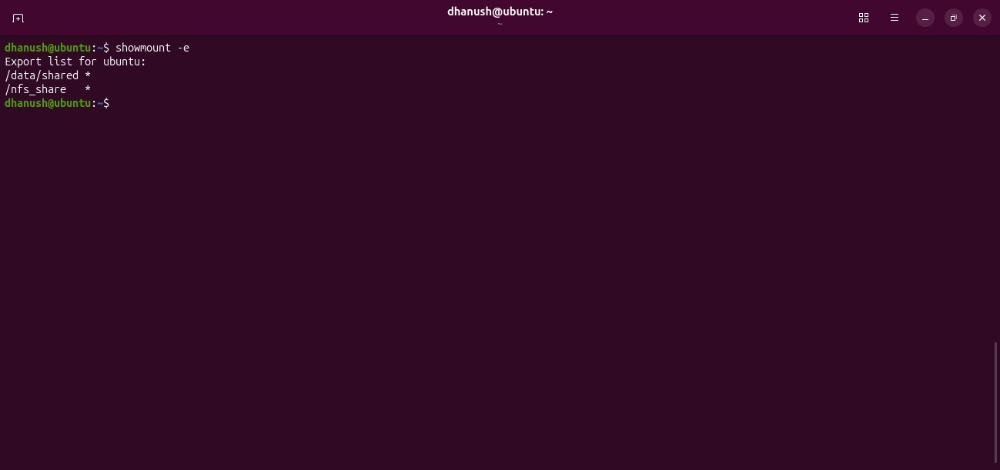 dhanush@ubuntu: ~
~
dhanush@ubuntu:~$ showmount -e
Export list for ubuntu:
/data/shared *
/nfs_share   *
dhanush@ubuntu:~$